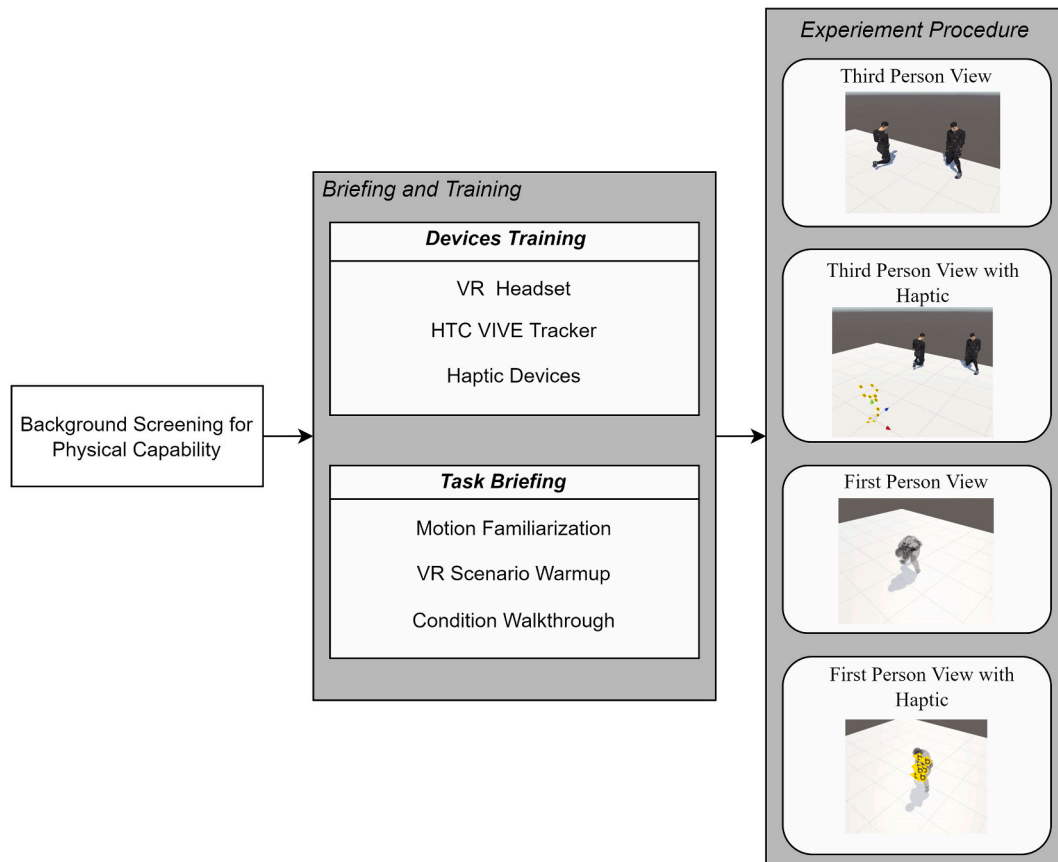 Background Screening for
Physical Capability
Briefing and Training
Devices Training
VR Headset
HTC VIVE Tracker
Haptic Devices
Task Briefing
Motion Familiarization
VR Scenario Warmup
Condition Walkthrough
Experiement Procedure
Third Person View
Third Person View with
Haptic
First Person View
First Person View with
Haptic